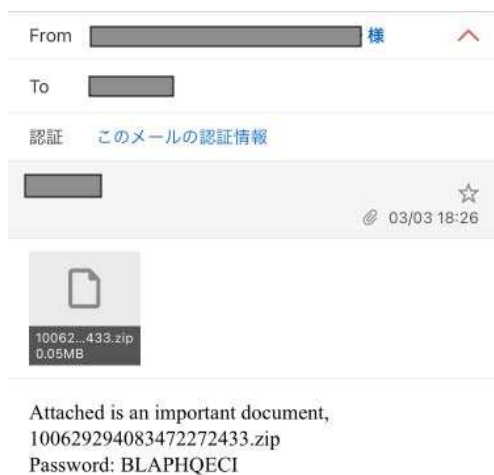 From 様
To
認証 このメールの認証情報
03/03 18:26
10062...433.zip
0.05MB
Attached is an important document,
100629294083472272433.zip
Password: BLAPHQECI